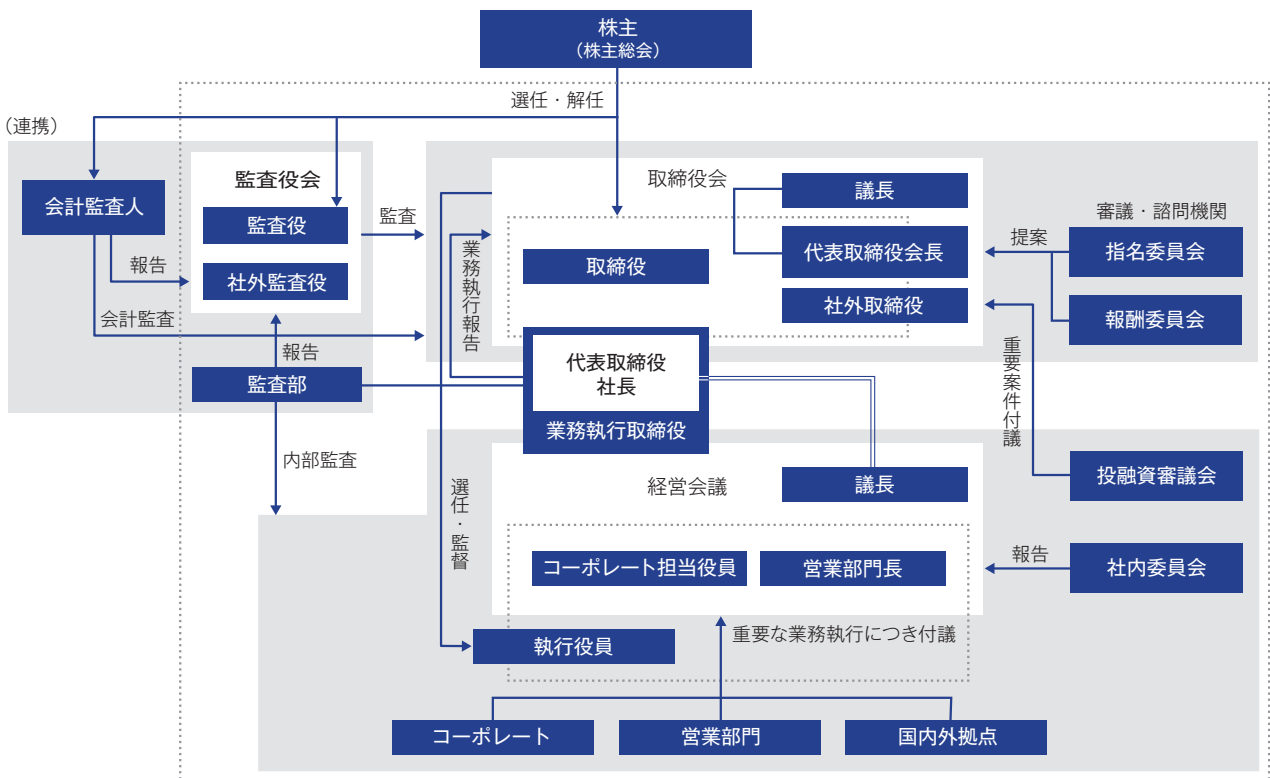 株主
（株主総会）
選任・解任
（連携）
会計監査人
監査役会
監査役
社外監査役
報告
会計監査
報告
監査部
内部監査
監査
取締役会
議長
取締役
代表取締役会長
社外取締役
業務執行報告
代表取締役
社長
業務執行取締役
審議・諮問機関
提案
指名委員会
報酬委員会
重要案件付議
投融資審議会
報告
社内委員会
選任・監督
経営会議
議長
コーポレート担当役員
営業部門長
執行役員
重要な業務執行につき付議
コーポレート
営業部門
国内外拠点